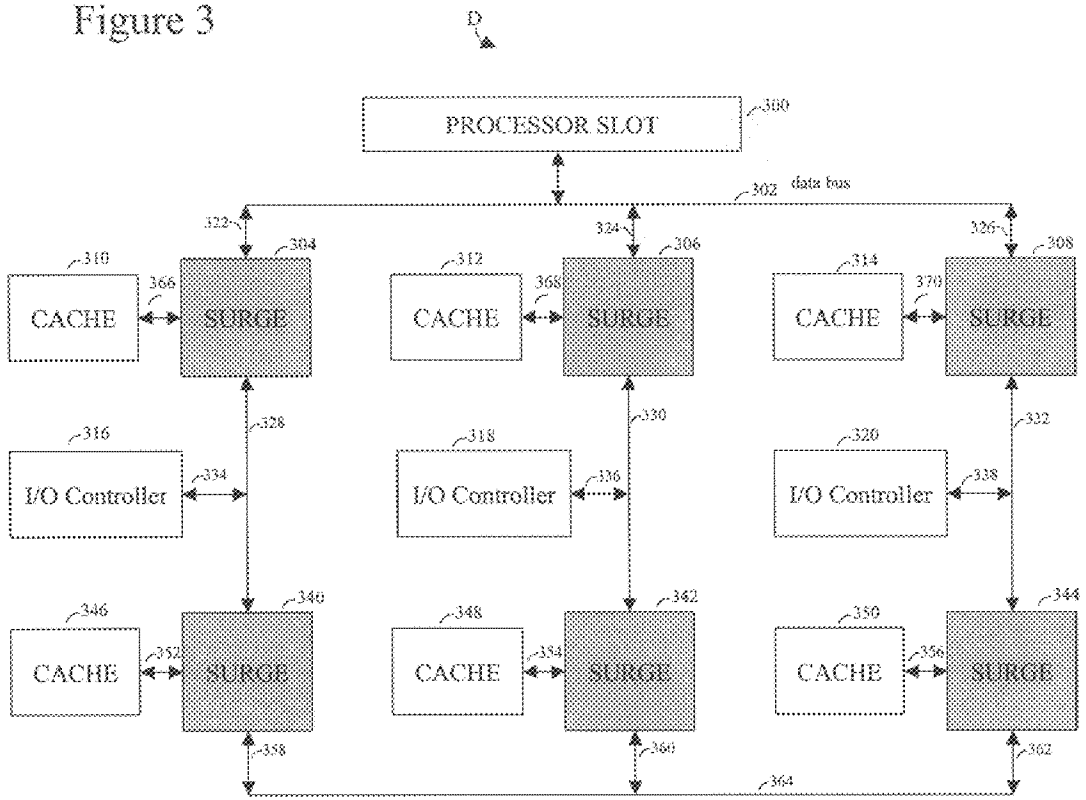 Figure 3
D
300
PROCESSOR SLOT
302 data bus
322
324
326
310
304
312
306
314
308
CACHE
366
SURGE
CACHE
368
SURGE
CACHE
370
SURGE
328
330
332
316
318
320
I/O Controller
334
I/O Controller
336
I/O Controller
338
346
340
348
342
350
344
CACHE
352
SURGE
CACHE
354
SURGE
CACHE
356
SURGE
358
360
362
364